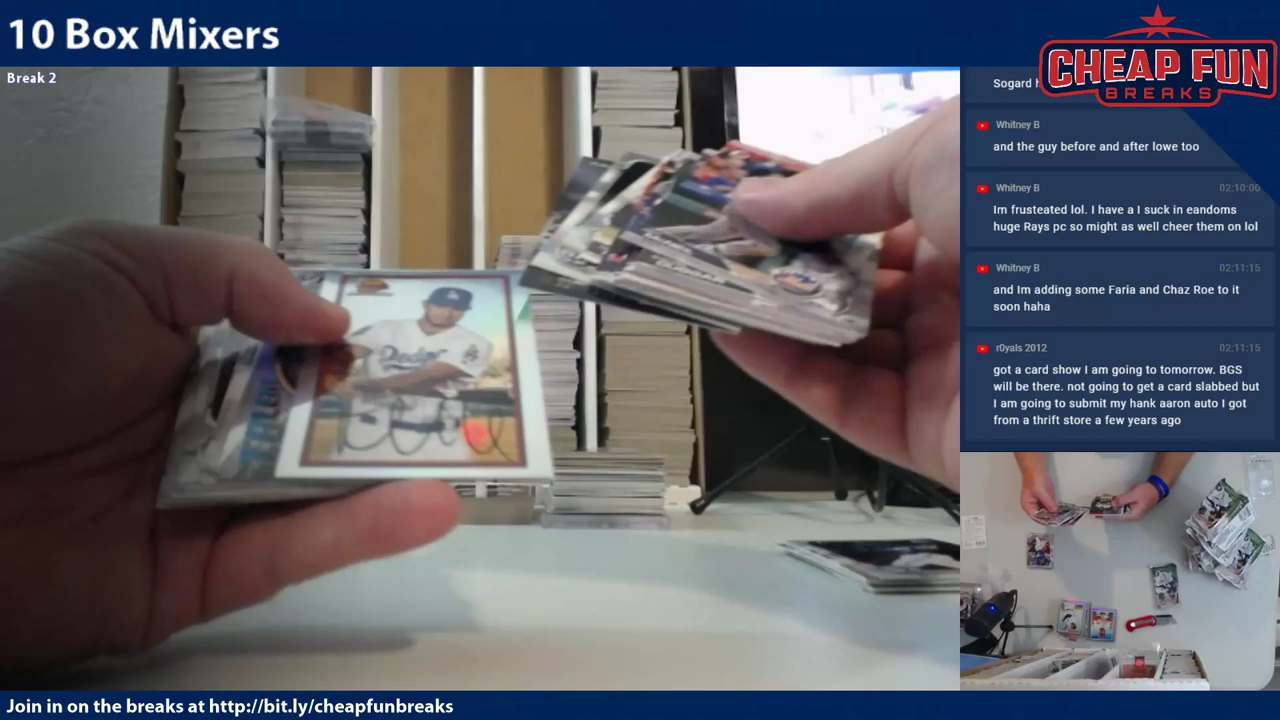 10 Box Mixers
CHEAP FUN
BREAKS
Break 2
Sogard
Whitney B
and the guy before and after lowe too
Whitney B 02:10:00
Im frusteated lol. I have a I suck in eandoms
huge Rays pc so might as well cheer them on lol
Whitney B 02:11:15
and Im adding some Faria and Chaz Roe to it
soon haha
r0yals 2012 02:11:15
got a card show I am going to tomorrow. BGS
will be there. not going to get a card slabbed but
I am going to submit my hank aaron auto I got
from a thrift store a few years ago
Dodgers
Join in on the breaks at http://bit.ly/cheapfunbreaks